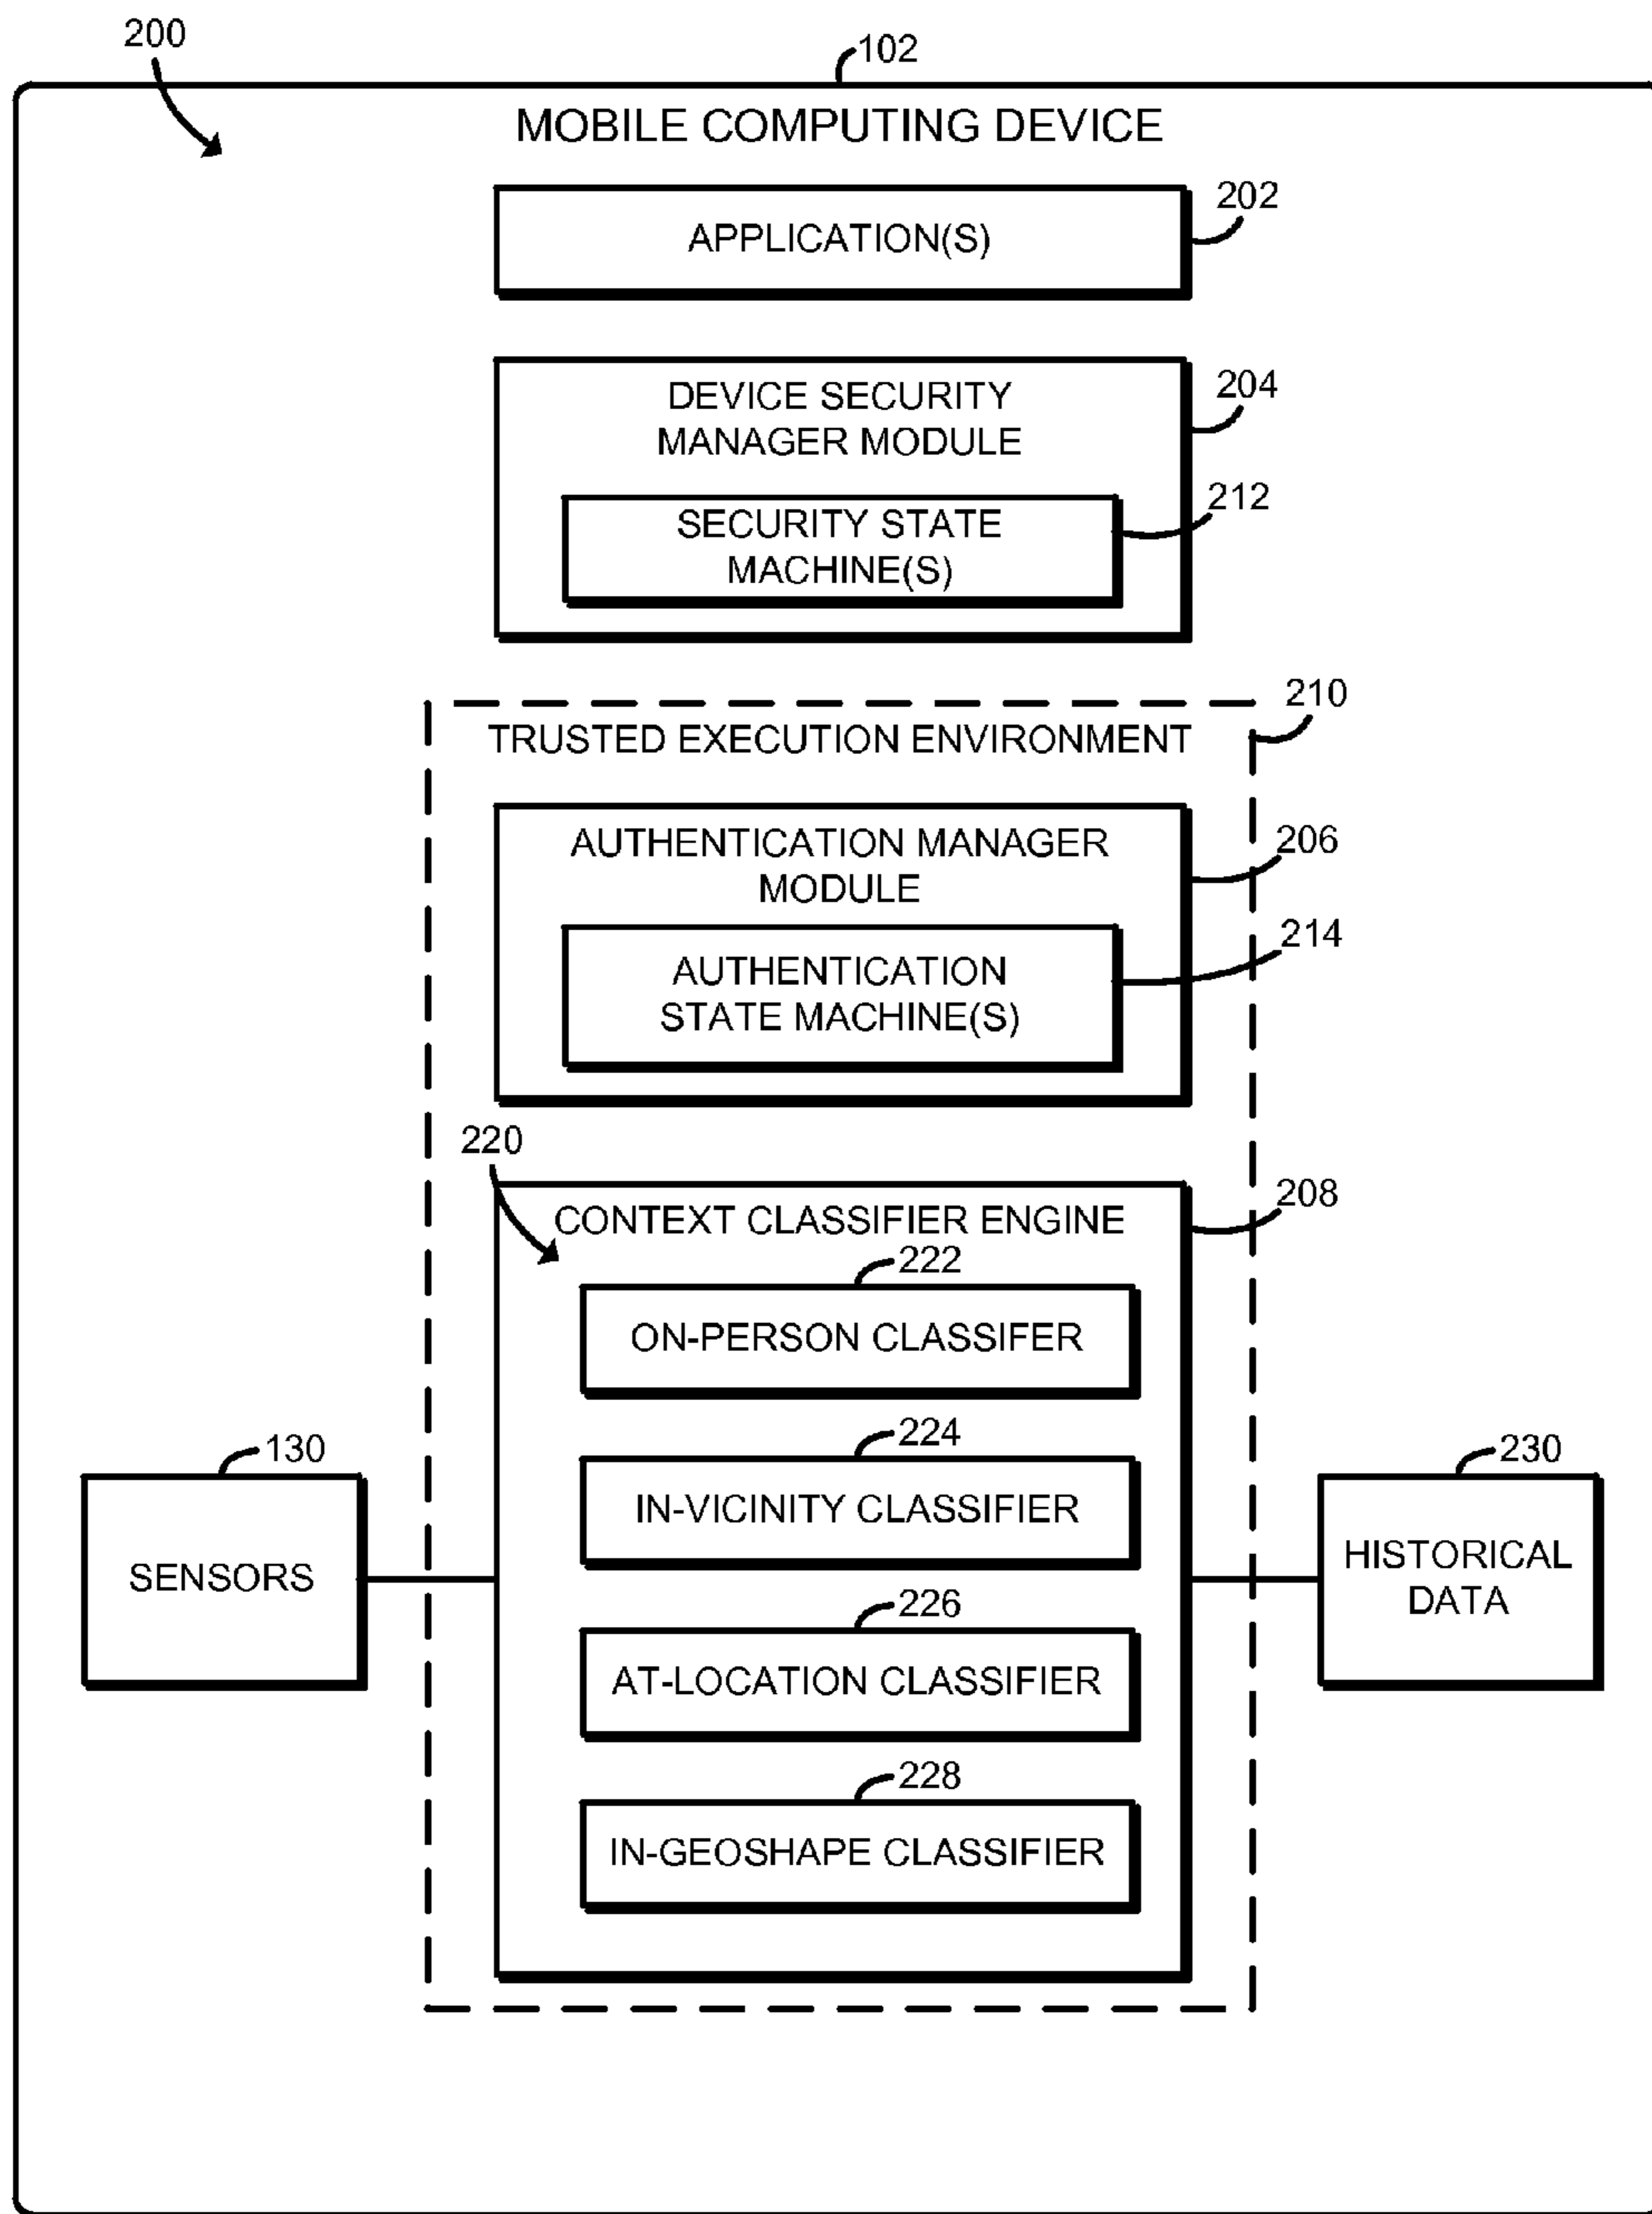 200
102
MOBILE COMPUTING DEVICE
202
APPLICATION(S)
204
DEVICE SECURITY
MANAGER MODULE
212
SECURITY STATE
MACHINE(S)
210
TRUSTED EXECUTION ENVIRONMENT
206
AUTHENTICATION MANAGER
MODULE
214
AUTHENTICATION
STATE MACHINE(S)
220
208
CONTEXT CLASSIFIER ENGINE
222
ON-PERSON CLASSIFER
224
IN-VICINITY CLASSIFIER
130
SENSORS
230
HISTORICAL
DATA
226
AT-LOCATION CLASSIFIER
228
IN-GEOSHAPE CLASSIFIER